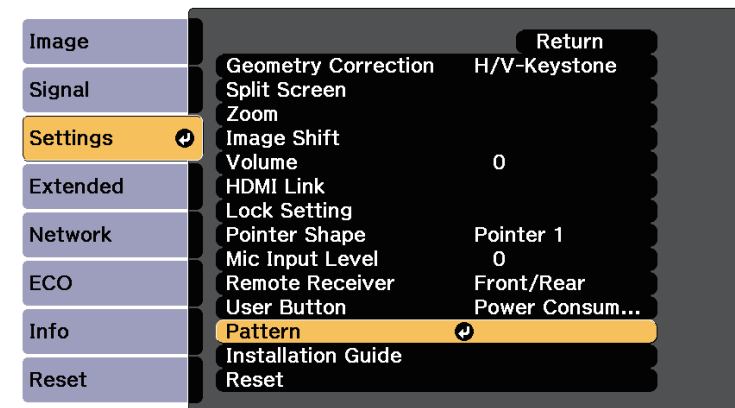 Image
Signal
Settings
Extended
Network
ECO
Info
Reset
Return
Geometry Correction H/V-Keystone
Split Screen
Zoom
Image Shift
Volume 0
HDMI Link
Lock Setting
Pointer Shape Pointer 1
Mic Input Level 0
Remote Receiver Front/Rear
User Button Power Consum...
Pattern
Installation Guide
Reset